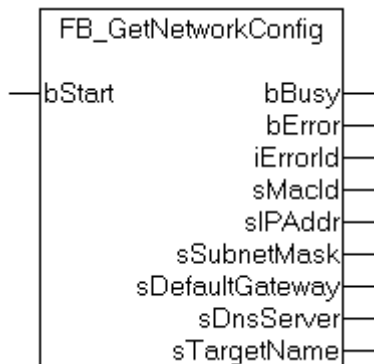 FB_GetNetworkConfig
bStart bBusy
bError
iErrorId
sMacId
sIPAddr
sSubnetMask
sDefaultGateway
sDnsServer
sTargetName